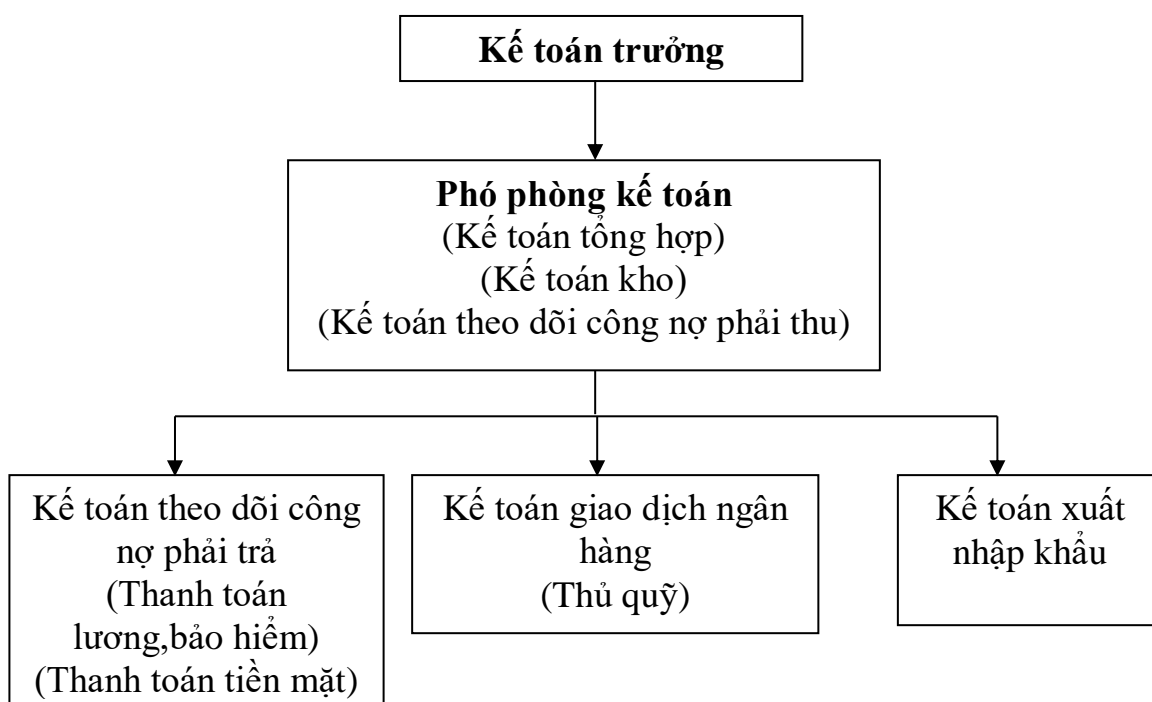 Kế toán trưởng
Phó phòng kế toán
(Kế toán tổng hợp)
(Kế toán kho)
(Kế toán theo dõi công nợ phải thu)
Kế toán theo dõi công
nợ phải trả
(Thanh toán
lương,bảo hiểm)
(Thanh toán tiền mặt)
Kế toán giao dịch ngân
hàng
(Thủ quỹ)
Kế toán xuất
nhập khẩu